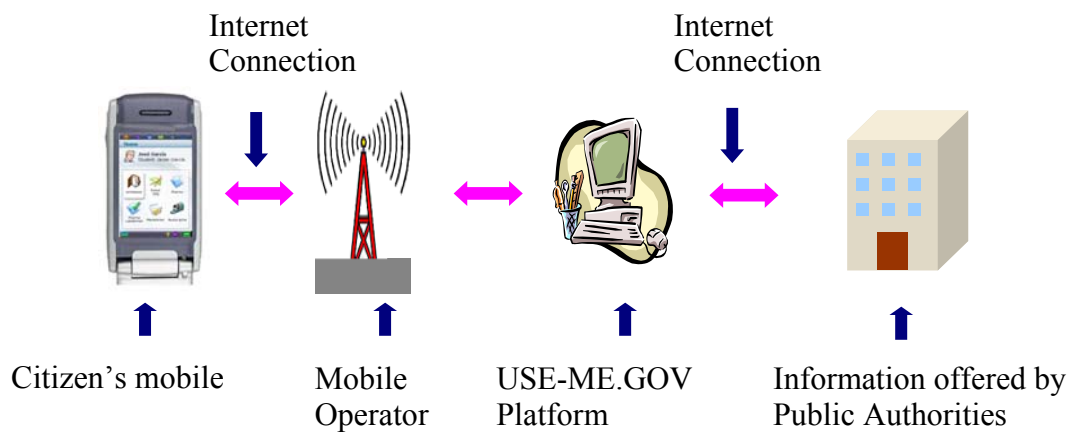 Internet
Connection
Internet
Connection
Citizen’s mobile
Mobile
Operator
USE-ME.GOV
Platform
Information offered by
Public Authorities